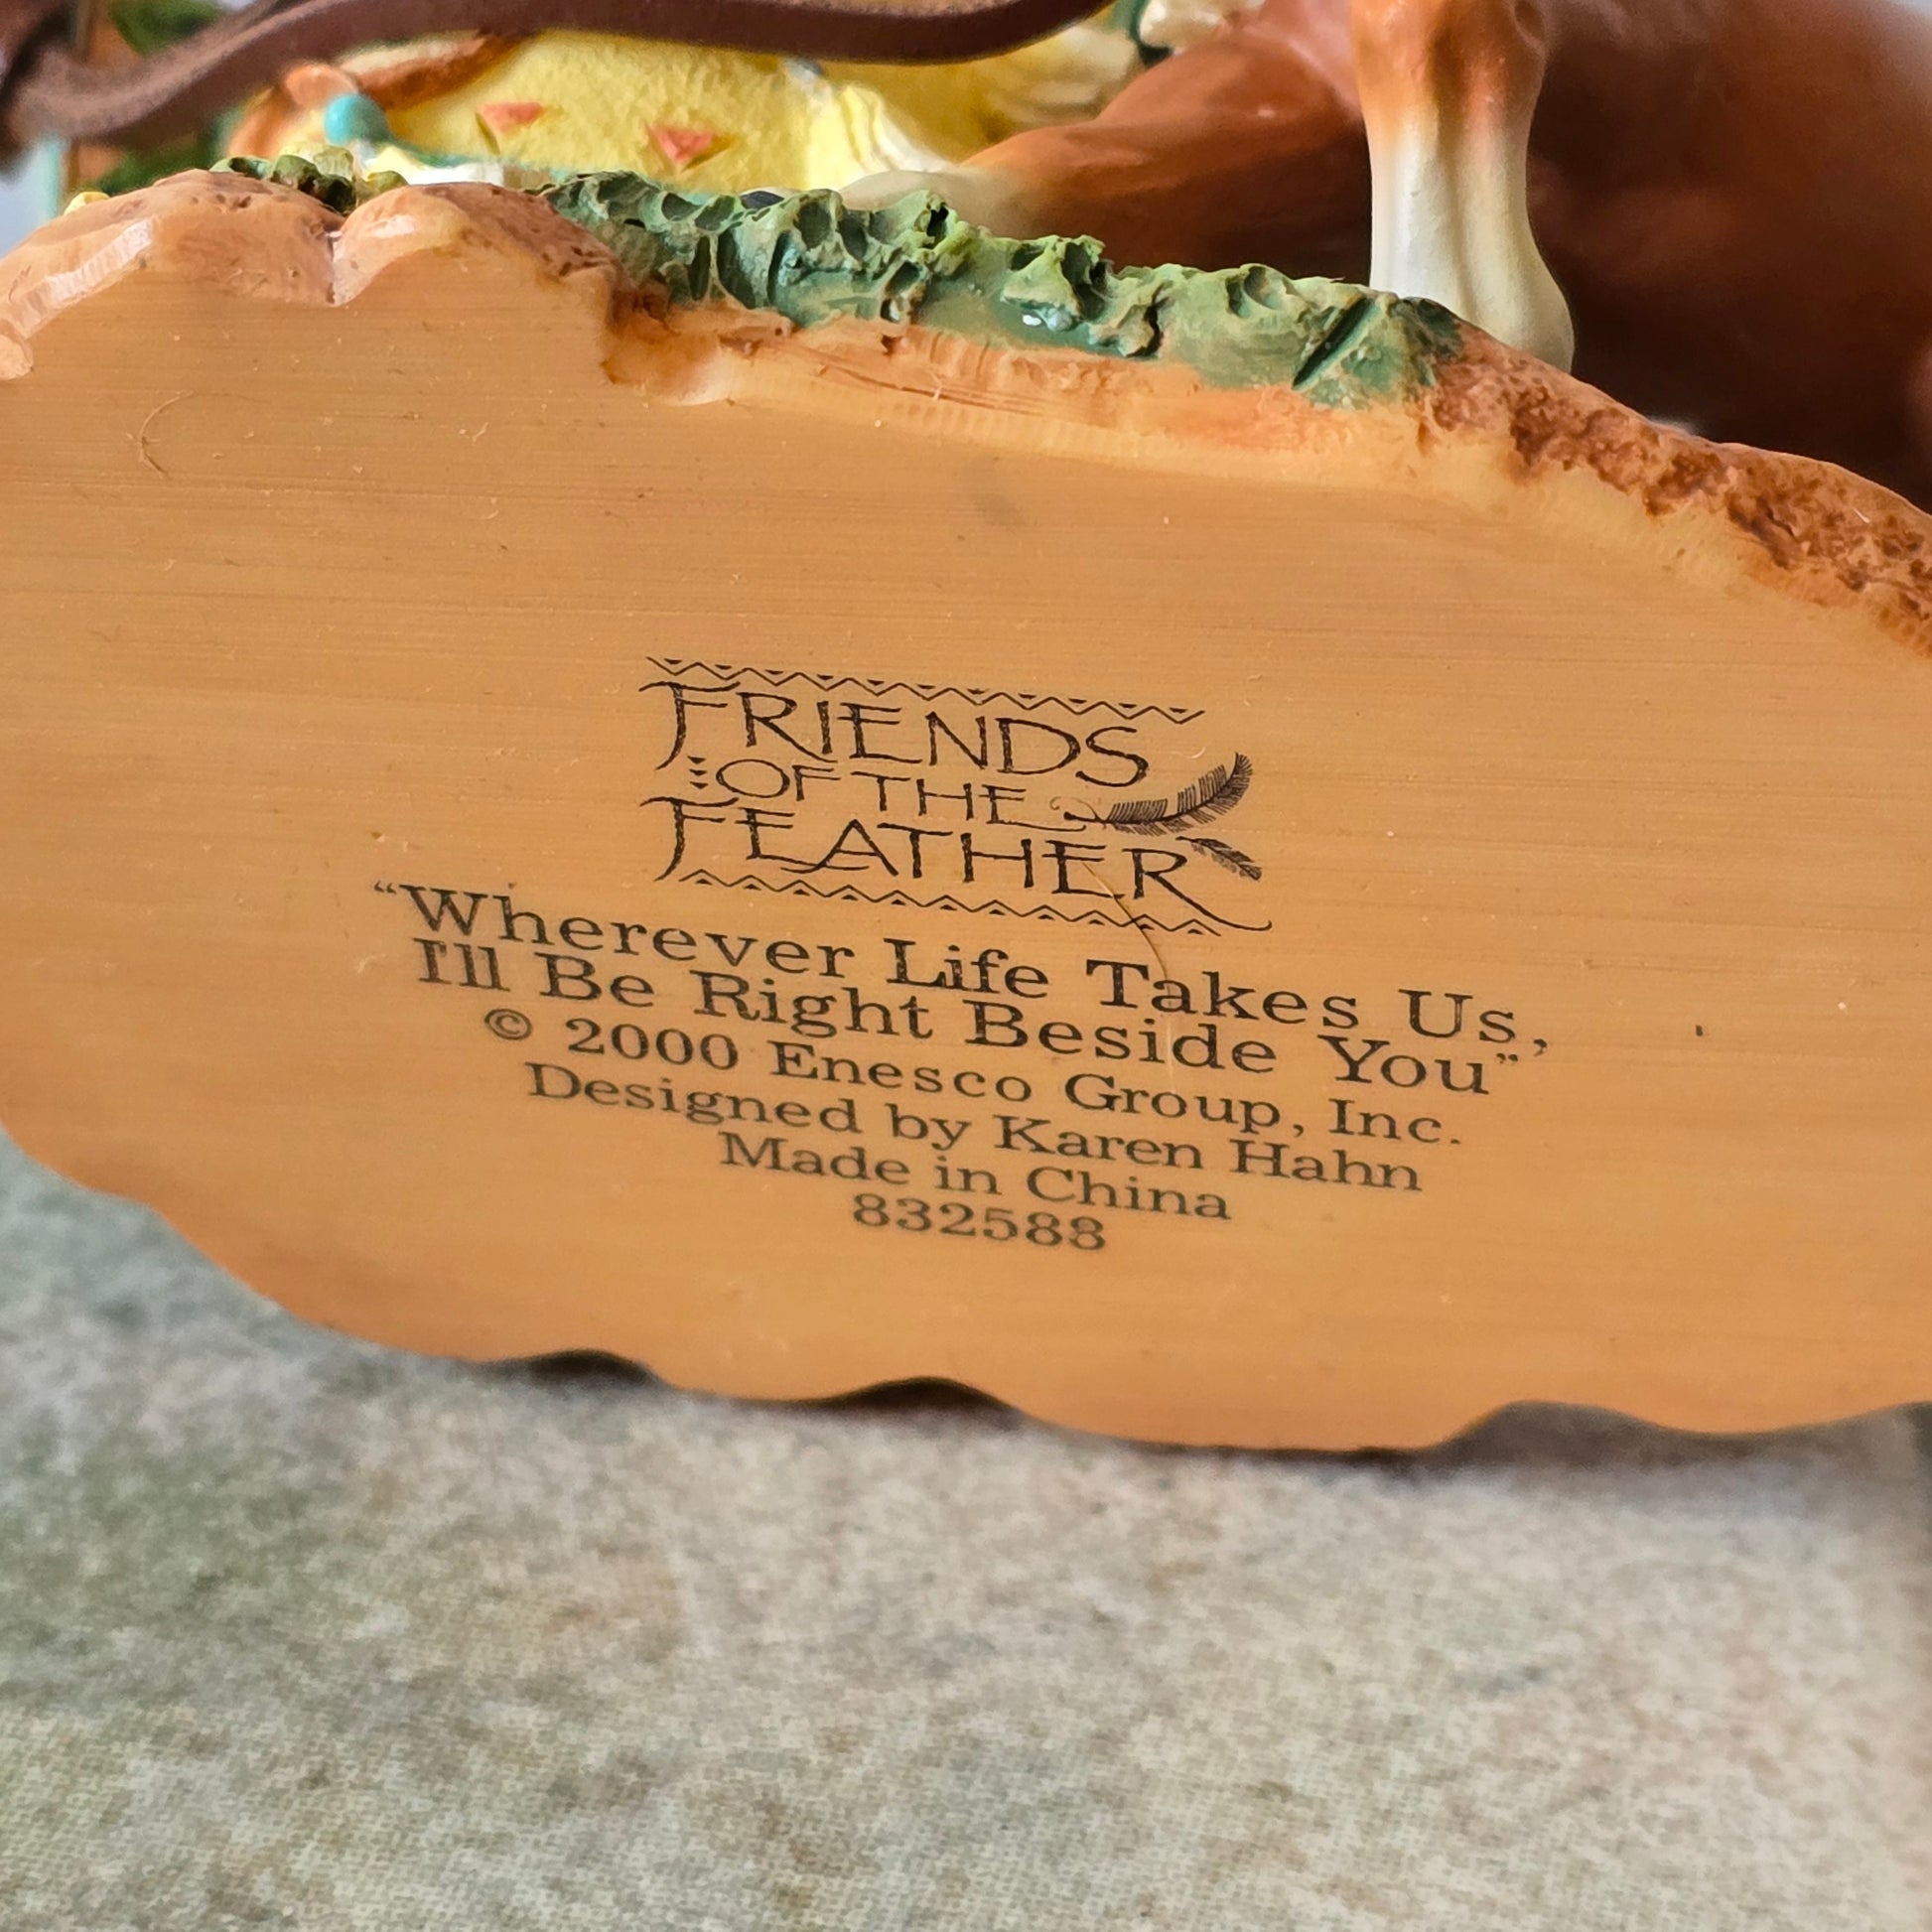 FRIENDS
OF THE
FEATHER
“Wherever Life Takes Us,
I'll Be Right Beside You”
© 2000 Enesco Group, Inc.
Designed by Karen Hahn
Made in China
832588